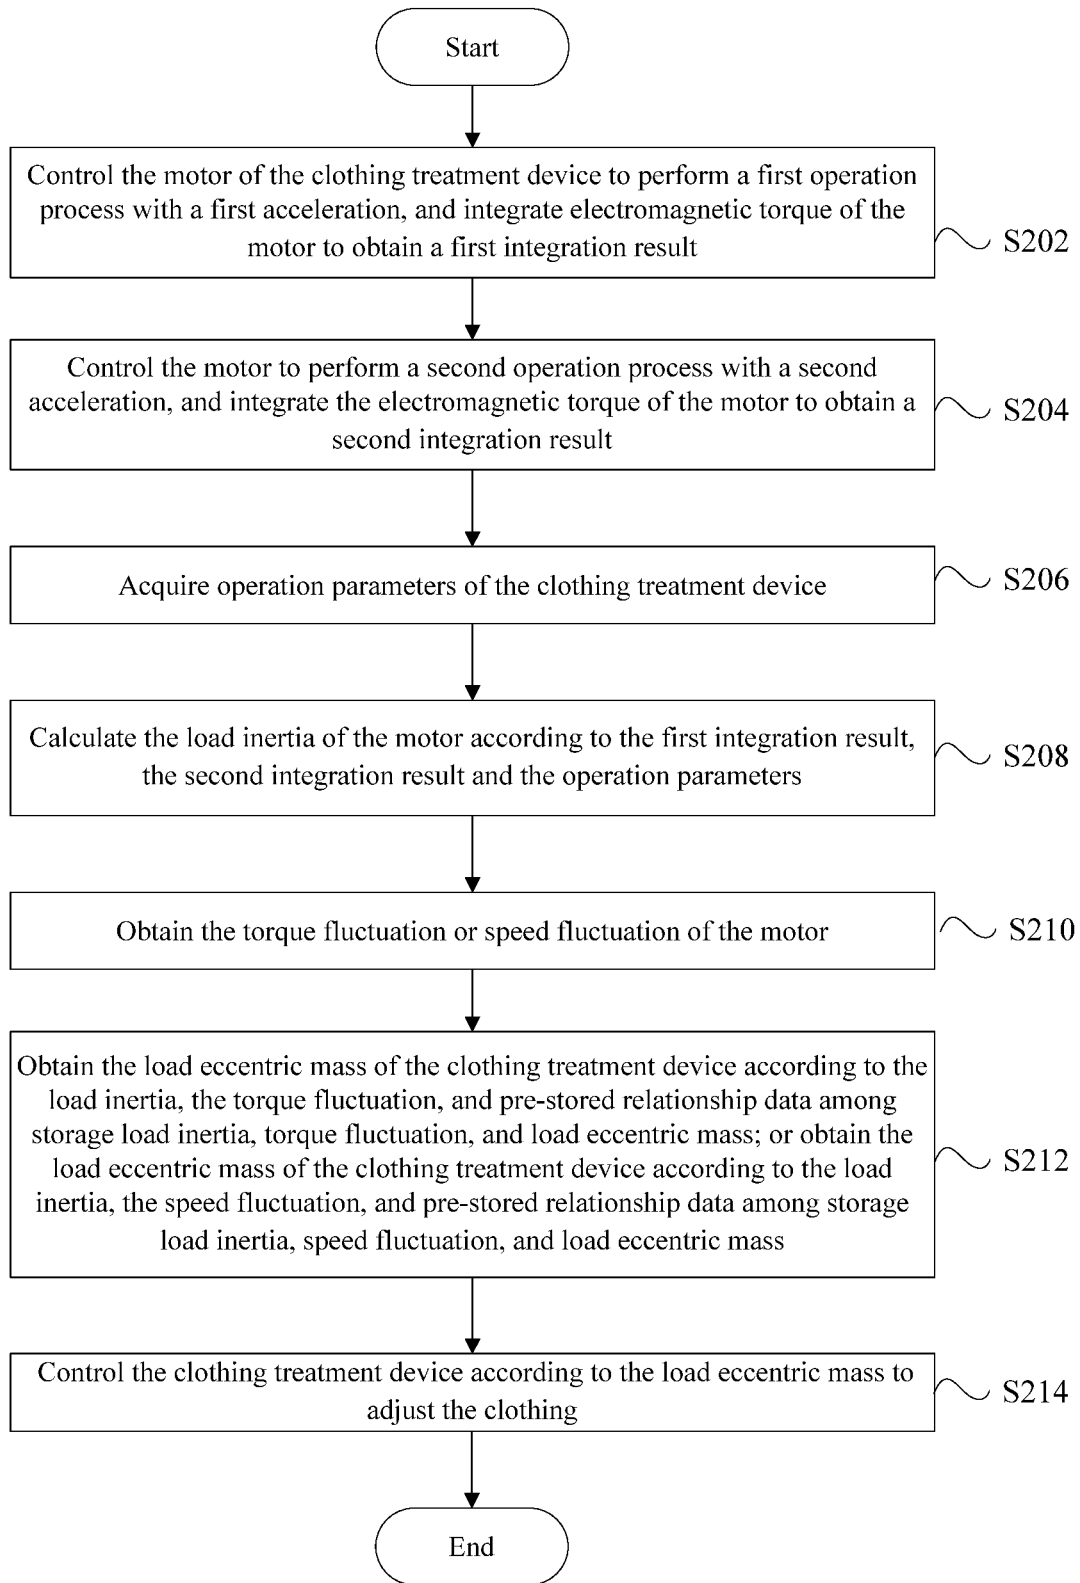 Start
Control the motor of the clothing treatment device to perform a first operation
process with a first acceleration, and integrate electromagnetic torque of the
motor to obtain a first integration result
S202
Control the motor to perform a second operation process with a second
acceleration, and integrate the electromagnetic torque of the motor to obtain a
second integration result
S204
Acquire operation parameters of the clothing treatment device
S206
Calculate the load inertia of the motor according to the first integration result,
the second integration result and the operation parameters
S208
Obtain the torque fluctuation or speed fluctuation of the motor
S210
Obtain the load eccentric mass of the clothing treatment device according to the
load inertia, the torque fluctuation, and pre-stored relationship data among
storage load inertia, torque fluctuation, and load eccentric mass; or obtain the
load eccentric mass of the clothing treatment device according to the load
inertia, the speed fluctuation, and pre-stored relationship data among storage
load inertia, speed fluctuation, and load eccentric mass
S212
Control the clothing treatment device according to the load eccentric mass to
adjust the clothing
S214
End